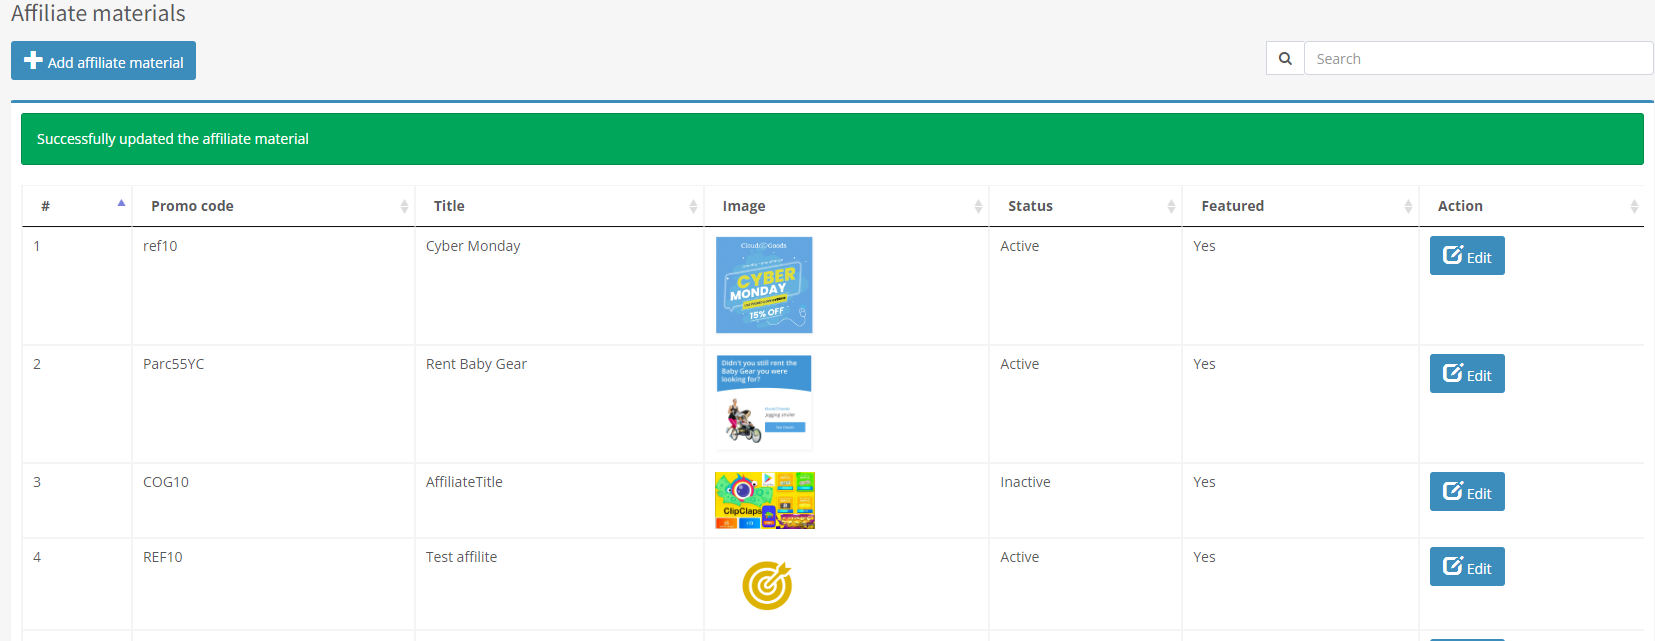 Affiliate materials
Add affiliate material
Search
Successfully updated the affiliate material
# Promo code Title Image Status Featured Action
1 ref10 Cyber Monday Active Yes Edit
Cloud of Goods
CYBER
MONDAY
15% OFF
2 Parc55YC Rent Baby Gear Active Yes Edit
Didn't you still rent the
Baby Gear you were
looking for?
Jogging stroller
3 COG10 AffiliateTitle Inactive Yes Edit
ClipClaps
4 REF10 Test affilite Active Yes Edit